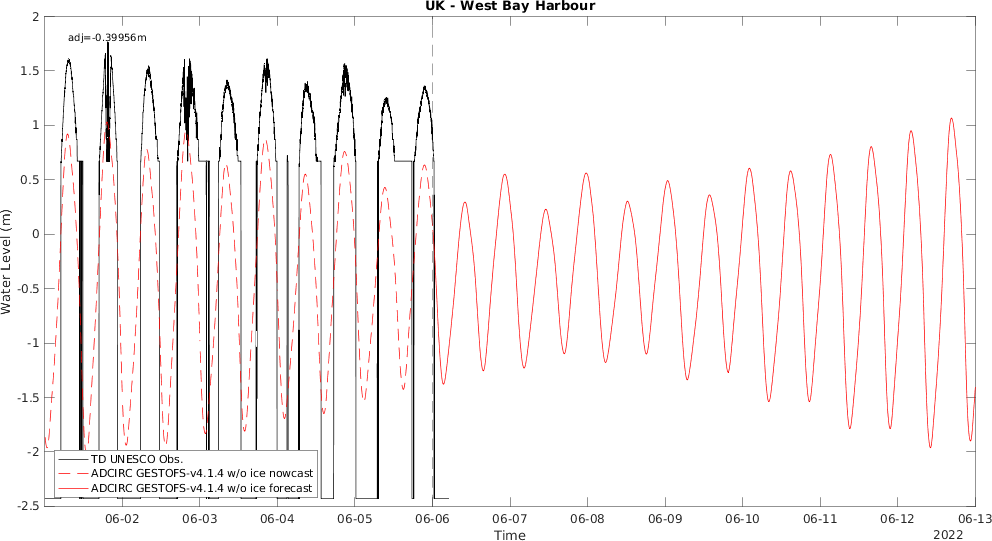 UK - West Bay Harbour
adj=-0.39956m
Water Level (m)
2
1.5
1
0.5
0
-0.5
-1
-1.5
-2
-2.5
TD UNESCO Obs.
ADCIRC GESTOFS-v4.1.4 w/o ice nowcast
ADCIRC GESTOFS-v4.1.4 w/o ice forecast
06-02 06-03 06-04 06-05 06-06 06-07 06-08 06-09 06-10 06-11 06-12 06-13
Time
2022